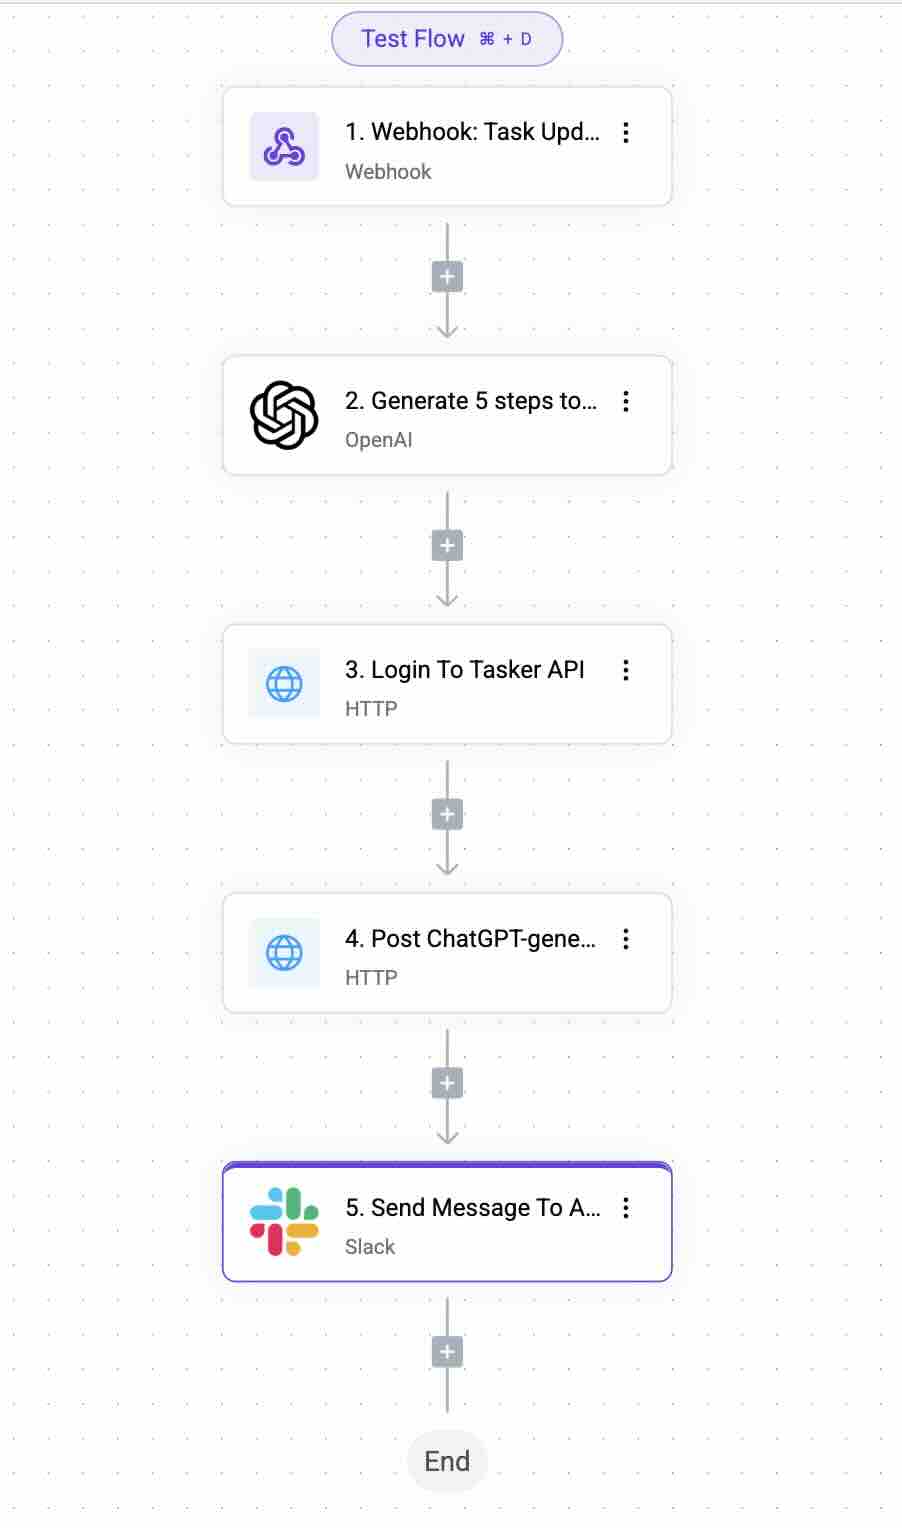 Test Flow ⌘ + D
1. Webhook: Task Upd...
Webhook
2. Generate 5 steps to...
OpenAI
3. Login To Tasker API
HTTP
4. Post ChatGPT-gene...
HTTP
5. Send Message To A...
Slack
End